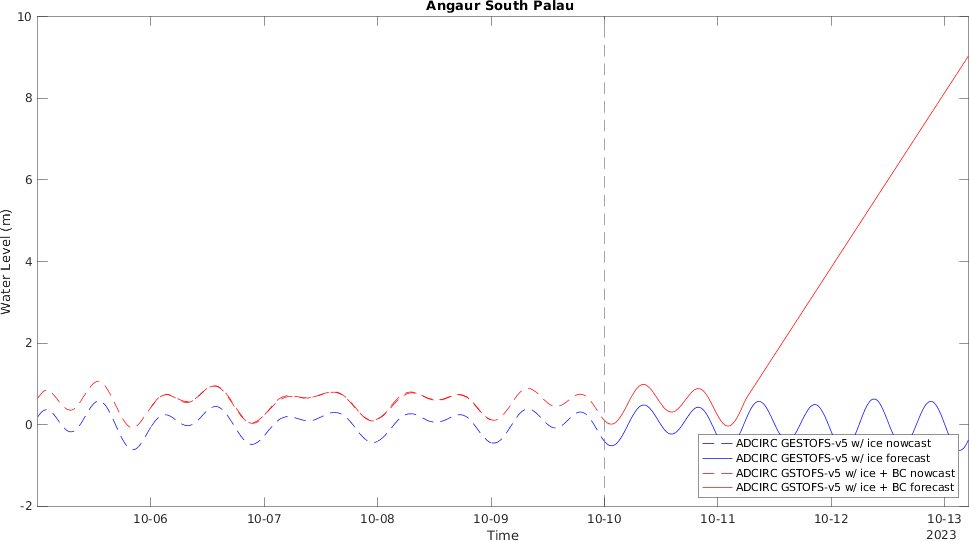 Angaur South Palau
10
8
6
4
2
0
-2
Water Level (m)
10-06
10-07
10-08
10-09
10-10
10-11
10-12
10-13
2023
Time
ADCIRC GESTOFS-v5 w/ ice nowcast
ADCIRC GESTOFS-v5 w/ ice forecast
ADCIRC GSTOFS-v5 w/ ice + BC nowcast
ADCIRC GSTOFS-v5 w/ ice + BC forecast